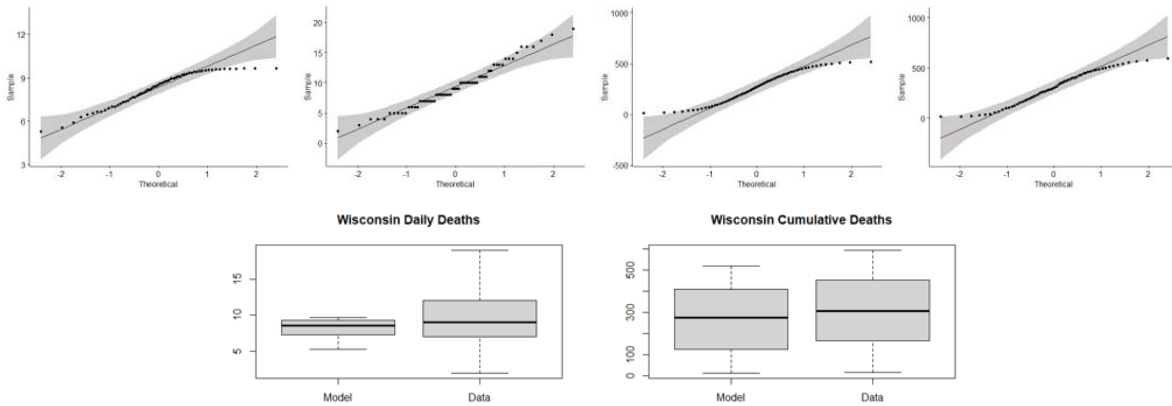 Sample
12
9
6
3
-2 -1 0 1 2
Theoretical
Sample
20
15
10
5
0
-2 -1 0 1 2
Theoretical
Sample
1000
500
0
-500
-2 -1 0 1 2
Theoretical
Sample
1000
500
0
-2 -1 0 1 2
Theoretical
Wisconsin Daily Deaths
15
10
5
Model Data
Wisconsin Cumulative Deaths
500
300
100
0
Model Data